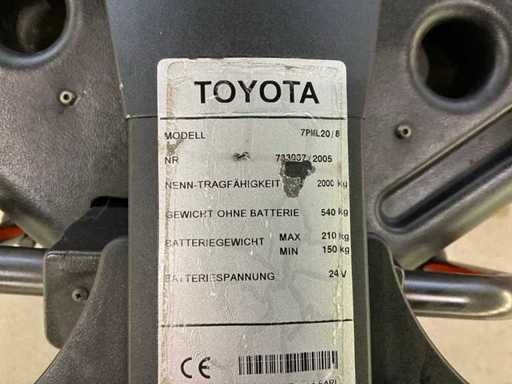 TOYOTA
MODELL 7PML20/8
NR /2005
NENN-TRAGFÄHIGKEIT 2000 kg
GEWICHT OHNE BATTERIE 540 kg
BATTERIEGEWICHT MAX 210 kg
MIN 150 kg
BATTERIESPANNUNG 24 V
CE